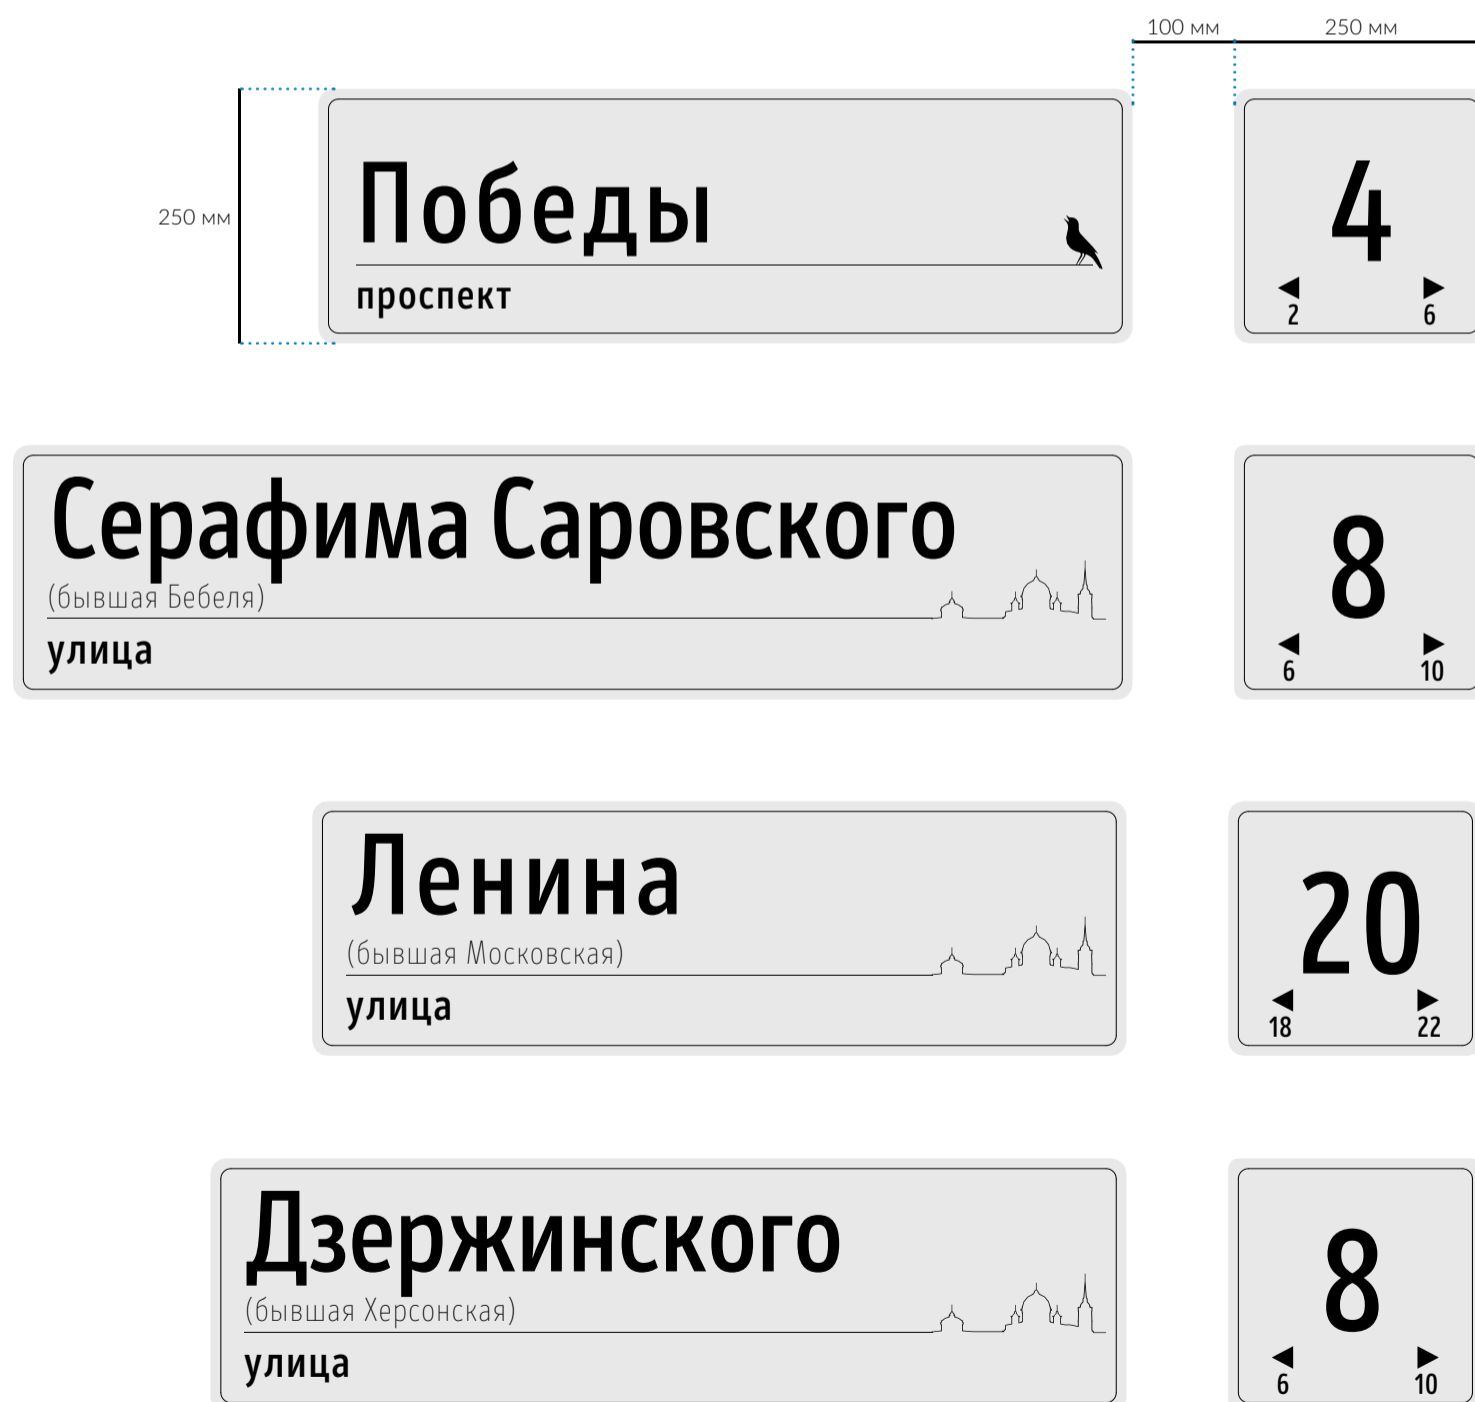 100 мм
250 мм
250 мм
Победы
проспект
4
2
6
Серафима Саровского
(бывшая Бебеля)
улица
8
6
10
Ленина
(бывшая Московская)
улица
20
18
22
Дзержинского
(бывшая Херсонская)
улица
8
6
10